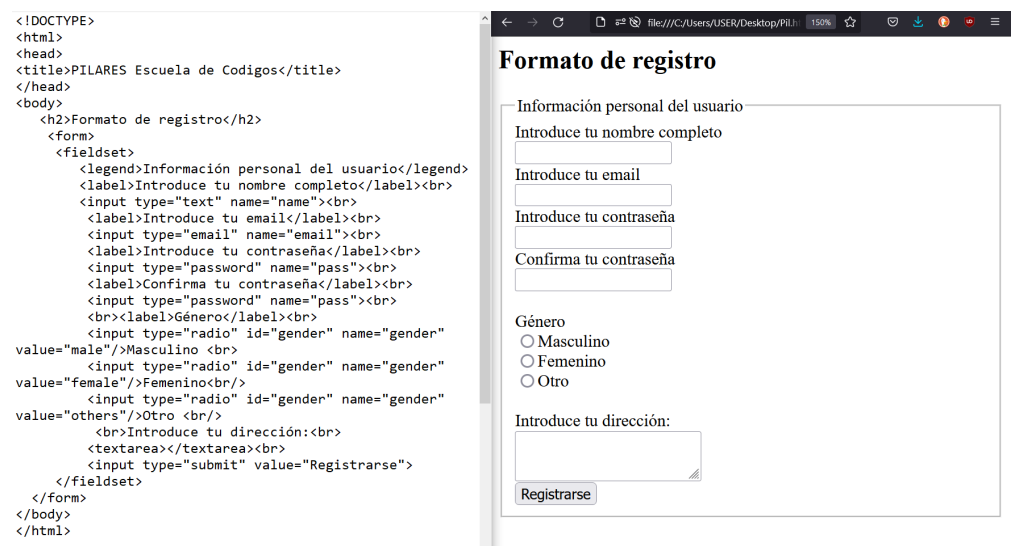 <!DOCTYPE>
<html>
<head>
<title>PILARES Escuela de Codigos</title>
</head>
<body>
<h2>Formato de registro</h2>
<form>
<fieldset>
<legend>Información personal del usuario</legend>
<label>Introduce tu nombre completo</label><br>
<input type="text" name="name"><br>
<label>Introduce tu email</label><br>
<input type="email" name="email"><br>
<label>Introduce tu contraseña</label><br>
<input type="password" name="pass"><br>
<label>Confirma tu contraseña</label><br>
<input type="password" name="pass"><br>
<br><label>Género</label><br>
<input type="radio" id="gender" name="gender"
value="male"/>Masculino <br>
<input type="radio" id="gender" name="gender"
value="female"/>Femenino<br/>
<input type="radio" id="gender" name="gender"
value="others"/>Otro <br/>
<br>Introduce tu dirección:<br>
<textarea></textarea><br>
<input type="submit" value="Registrarse">
</fieldset>
</form>
</body>
</html>
file:///C:/Users/USER/Desktop/Pil.h 150%
Formato de registro
Información personal del usuario
Introduce tu nombre completo
Introduce tu email
Introduce tu contraseña
Confirma tu contraseña
Género
Masculino
Femenino
Otro
Introduce tu dirección:
Registrarse